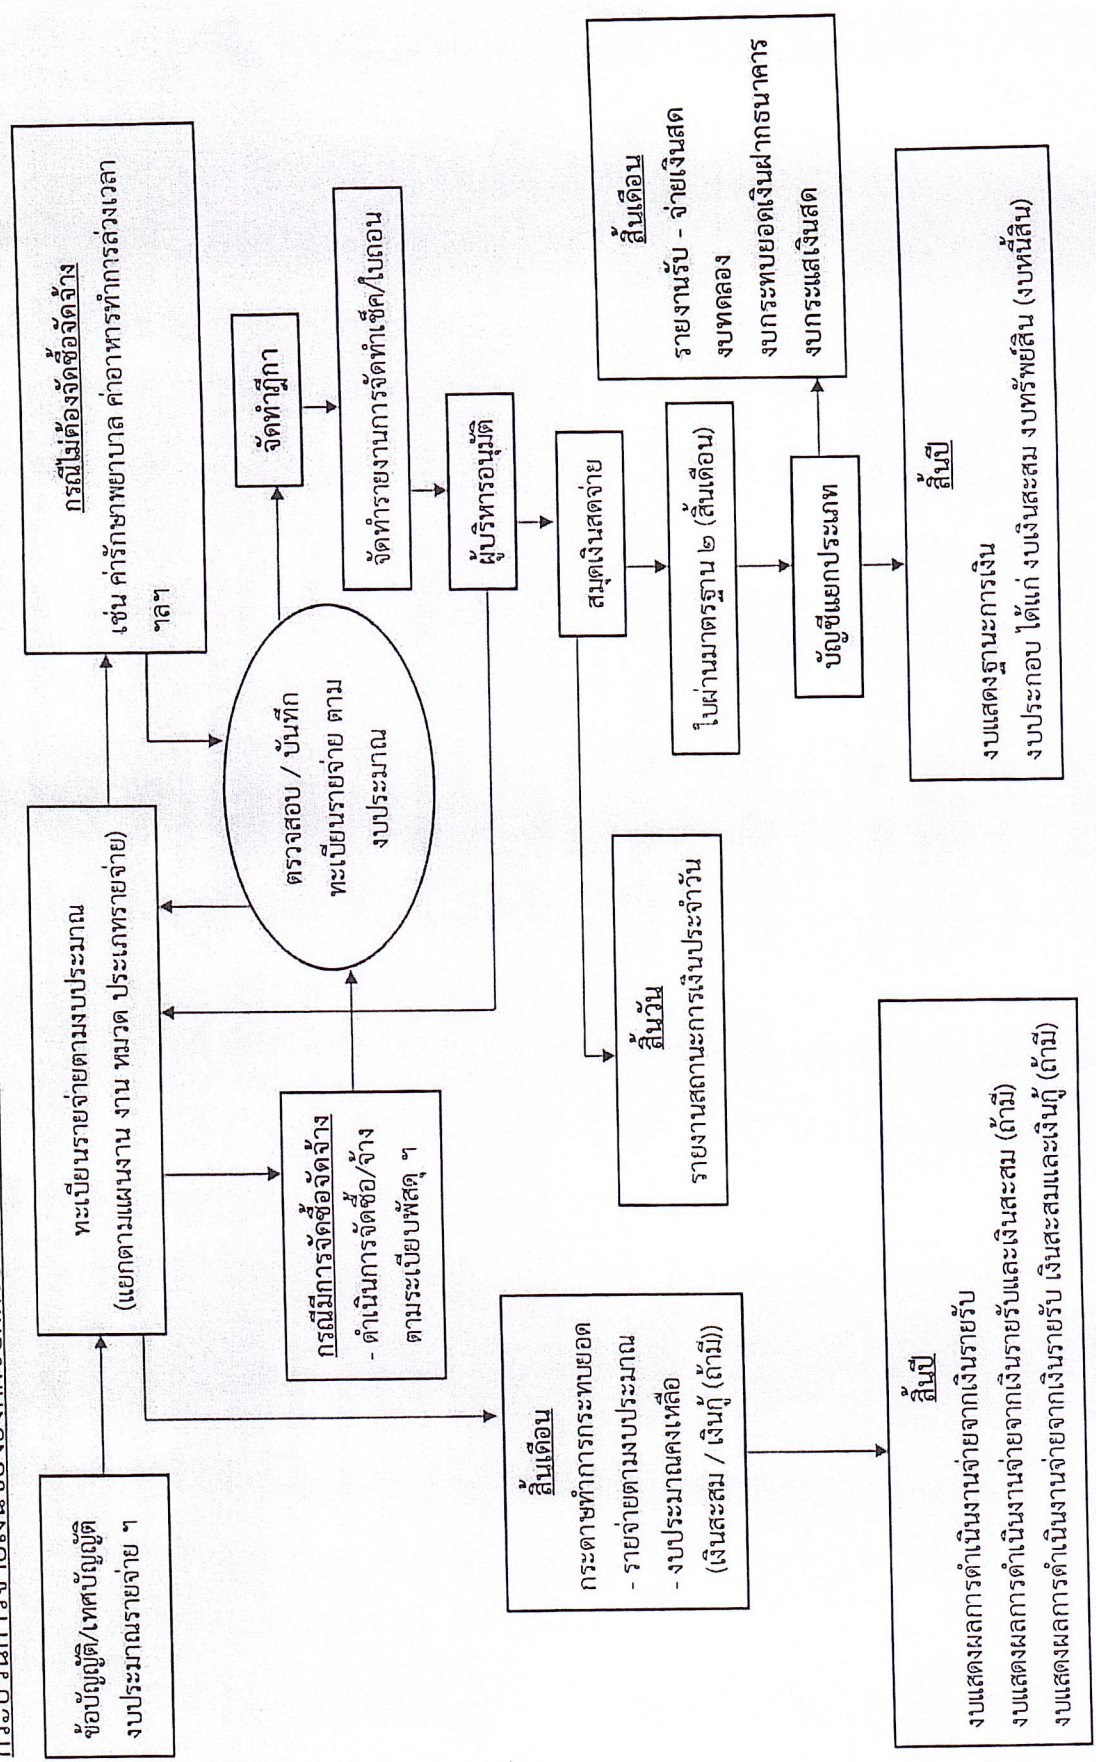 ข้อบัญญัติ/เทศบัญญัติ
งบประมาณรายจ่าย ฯ
ทะเบียนรายจ่ายตามงบประมาณ
(แยกตามแผนงาน งาน หมวด ประเภทรายจ่าย)
กรณีไม่ต้องจัดซื้อจัดจ้าง
เช่น ค่ารักษาพยาบาล ค่าอาหารทำการล่วงเวลา
ฯลฯ
กรณีมีการจัดซื้อจัดจ้าง
- ดำเนินการจัดซื้อ/จ้าง
ตามระเบียบพัสดุ ฯ
ตรวจสอบ / บันทึก
ทะเบียนรายจ่าย ตาม
งบประมาณ
จัดทำฎีกา
จัดทำรายงานการจัดทำเช็ค/ใบถอน
ผู้บริหารอนุมัติ
สมุดเงินสดจ่าย
ใบผ่านมาตรฐาน ๒ (สิ้นเดือน)
บัญชีแยกประเภท
สิ้นเดือน
รายงานรับ - จ่ายเงินสด
งบทดลอง
งบกระทบยอดเงินฝากธนาคาร
งบกระแสเงินสด
สิ้นวัน
รายงานสถานะการเงินประจำวัน
สิ้นเดือน
กระดาษทำการกระทบยอด
- รายจ่ายตามงบประมาณ
- งบประมาณคงเหลือ
(เงินสะสม / เงินกู้ (ถ้ามี))
สิ้นปี
งบแสดงผลการดำเนินงานจ่ายจากเงินรายรับ
งบแสดงผลการดำเนินงานจ่ายจากเงินรายรับและเงินสะสม (ถ้ามี)
งบแสดงผลการดำเนินงานจ่ายจากเงินรายรับ เงินสะสมและเงินกู้ (ถ้ามี)
สิ้นปี
งบแสดงฐานะการเงิน
งบประกอบ ได้แก่ งบเงินสะสม งบทรัพย์สิน (งบหนี้สิน)